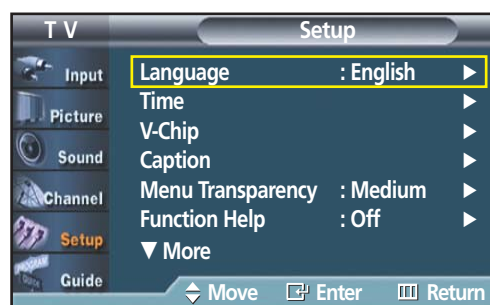 T V
Setup
Input
Picture
Sound
Channel
Setup
Guide
Language : English ▶
Time ▶
V-Chip ▶
Caption ▶
Menu Transparency : Medium ▶
Function Help : Off ▶
▼ More
Move Enter Return